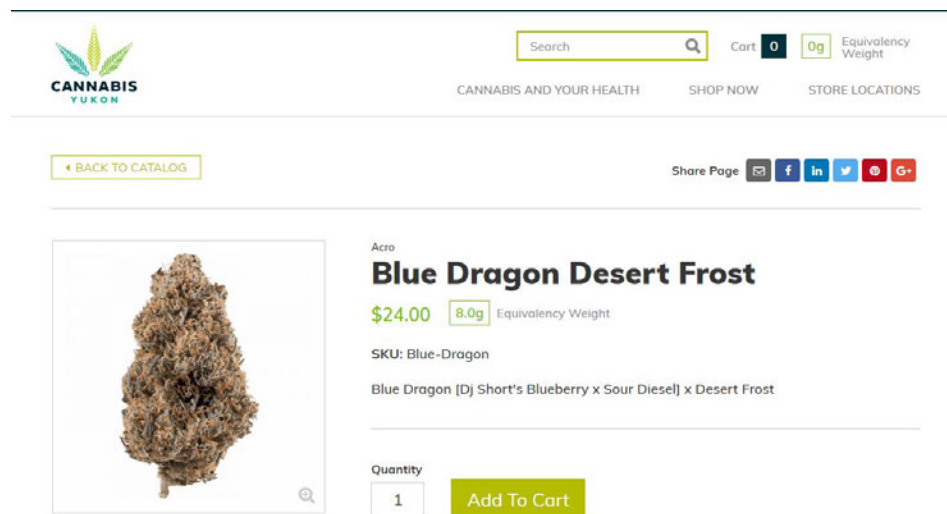 Search
Cart 0
0g Equivalency Weight
CANNABIS
YUKON
CANNABIS AND YOUR HEALTH
SHOP NOW
STORE LOCATIONS
BACK TO CATALOG
Share Page
f
in
G+
Acro
Blue Dragon Desert Frost
$24.00 8.0g Equivalency Weight
SKU: Blue-Dragon
Blue Dragon [Dj Short's Blueberry x Sour Diesel] x Desert Frost
Quantity
1
Add To Cart